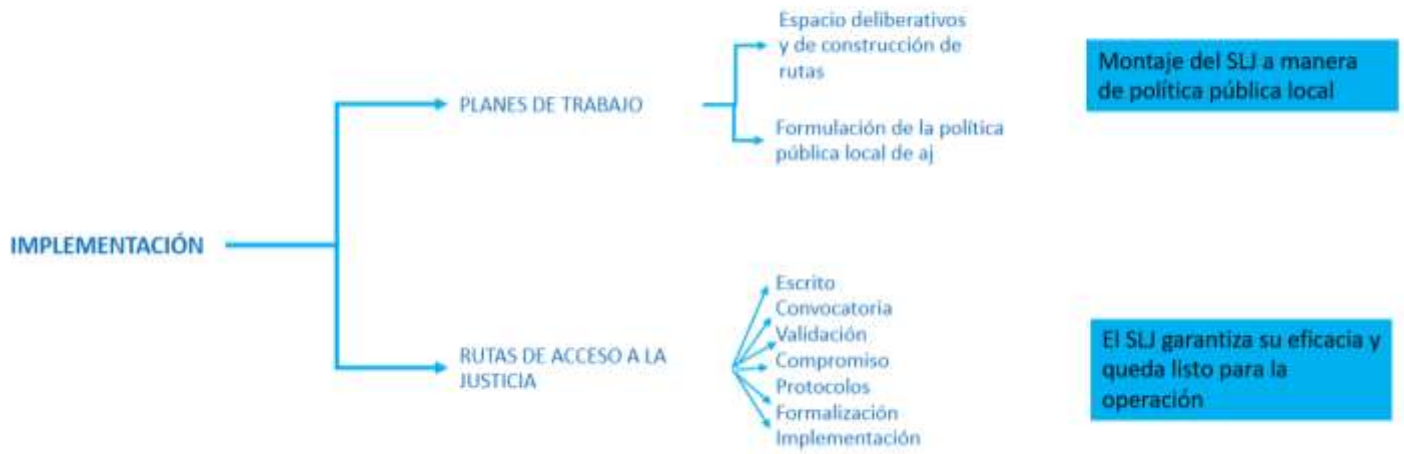 IMPLEMENTACIÓN
PLANES DE TRABAJO
Espacio deliberativos
y de construcción de
rutas
Formulación de la política
pública local de aj
Montaje del SLJ a manera
de política pública local
RUTAS DE ACCESO A LA
JUSTICIA
Escrito
Convocatoria
Validación
Compromiso
Protocolos
Formalización
Implementación
El SLJ garantiza su eficacia y
queda listo para la
operación